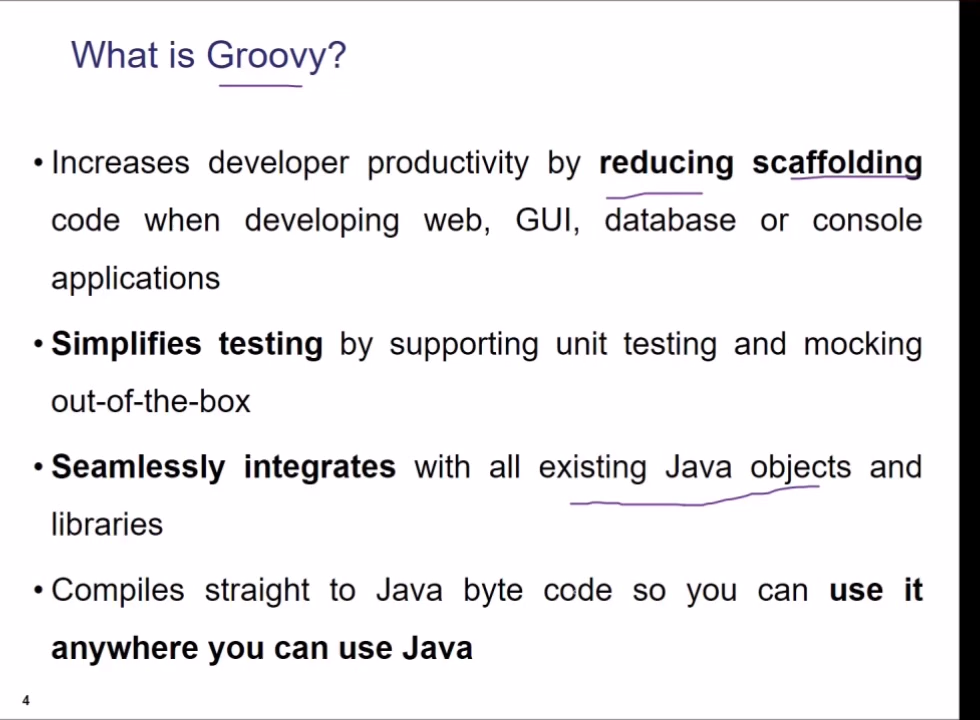 What is Groovy?
• Increases developer productivity by reducing scaffolding
code when developing web, GUI, database or console
applications
• Simplifies testing by supporting unit testing and mocking
out-of-the-box
• Seamlessly integrates with all existing Java objects and
libraries
• Compiles straight to Java byte code so you can use it
anywhere you can use Java
4